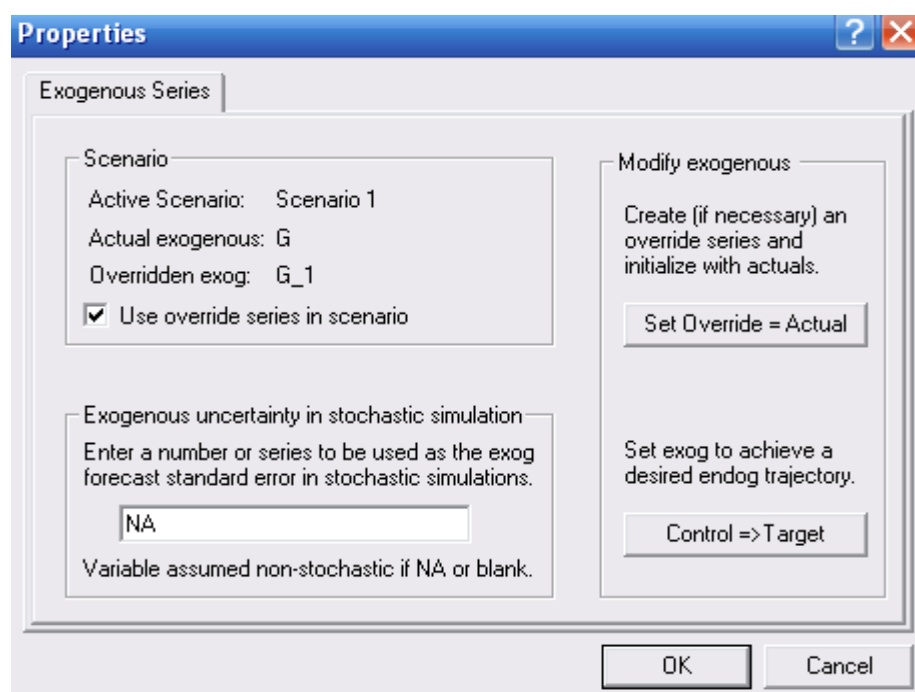 Properties
?
Exogenous Series
Scenario
Active Scenario: Scenario 1
Actual exogenous: G
Overridden exog: G_1
Use override series in scenario
Exogenous uncertainty in stochastic simulation
Enter a number or series to be used as the exog
forecast standard error in stochastic simulations.
NA
Variable assumed non-stochastic if NA or blank.
Modify exogenous
Create (if necessary) an
override series and
initialize with actuals.
Set Override = Actual
Set exog to achieve a
desired endog trajectory.
Control =>Target
OK
Cancel